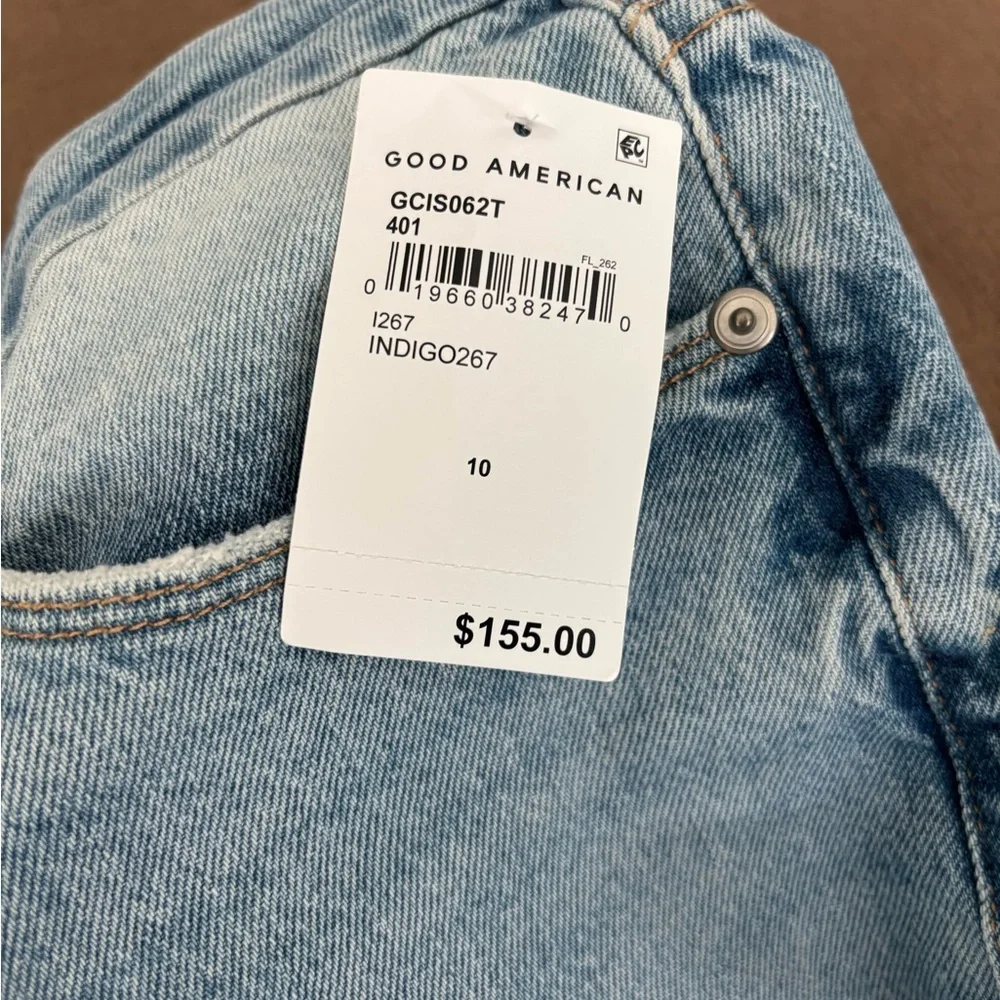 GOOD AMERICAN
GCIS062T
401
FL_262
0 19660 38247 0
I267
INDIGO267
10
$155.00